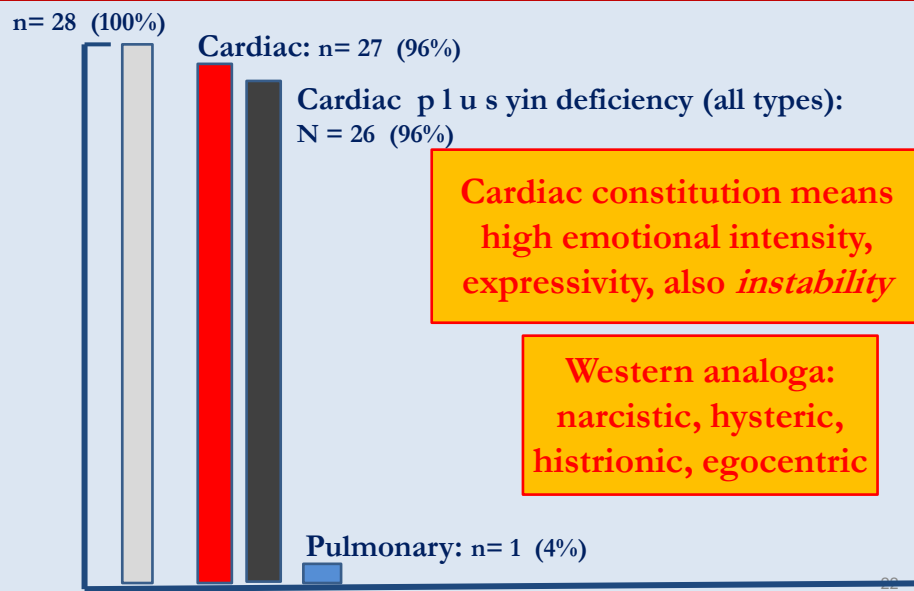 n= 28 (100%)
Cardiac: n= 27 (96%)
Cardiac p l u s yin deficiency (all types):
N = 26 (96%)
Cardiac constitution means
high emotional intensity,
expressivity, also instability
Western analoga:
narcistic, hysteric,
histrionic, egocentric
Pulmonary: n= 1 (4%)
22